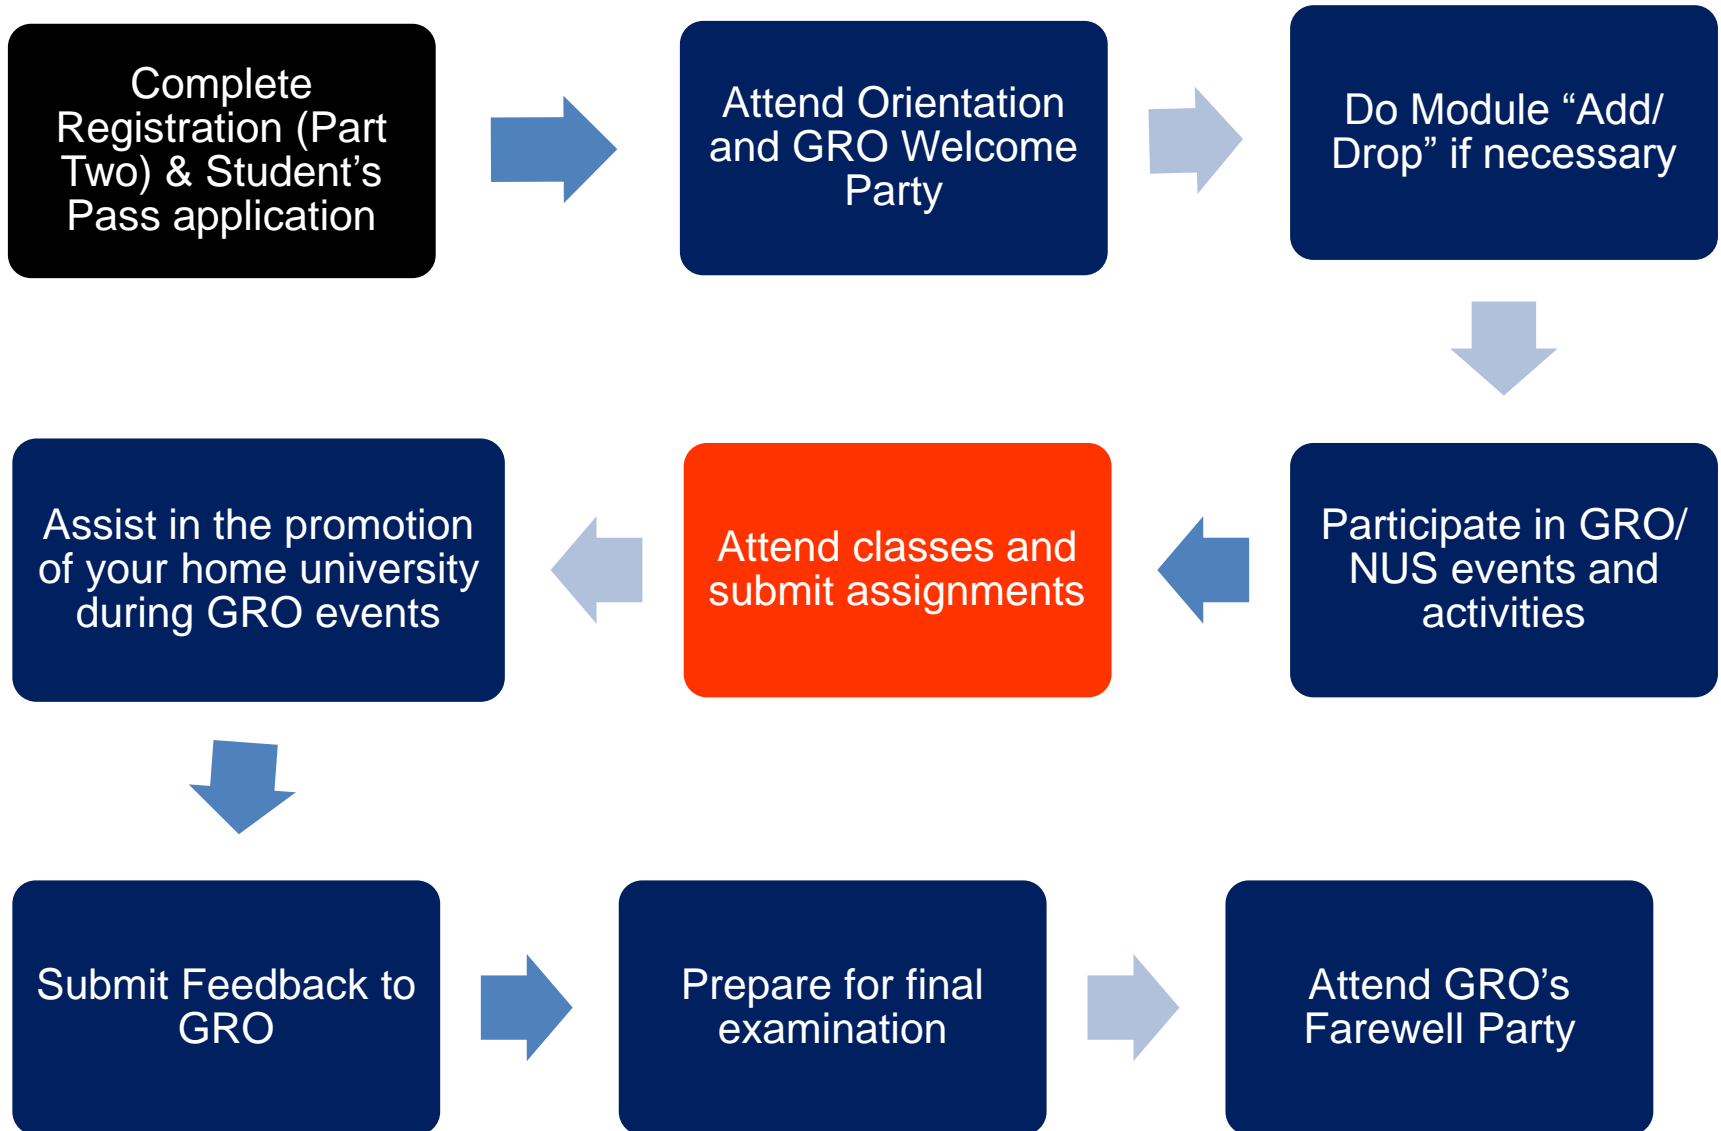 Complete
Registration (Part
Two) & Student’s
Pass application
Attend Orientation
and GRO Welcome
Party
Do Module “Add/
Drop” if necessary
Participate in GRO/
NUS events and
activities
Attend classes and
submit assignments
Assist in the promotion
of your home university
during GRO events
Submit Feedback to
GRO
Prepare for final
examination
Attend GRO’s
Farewell Party